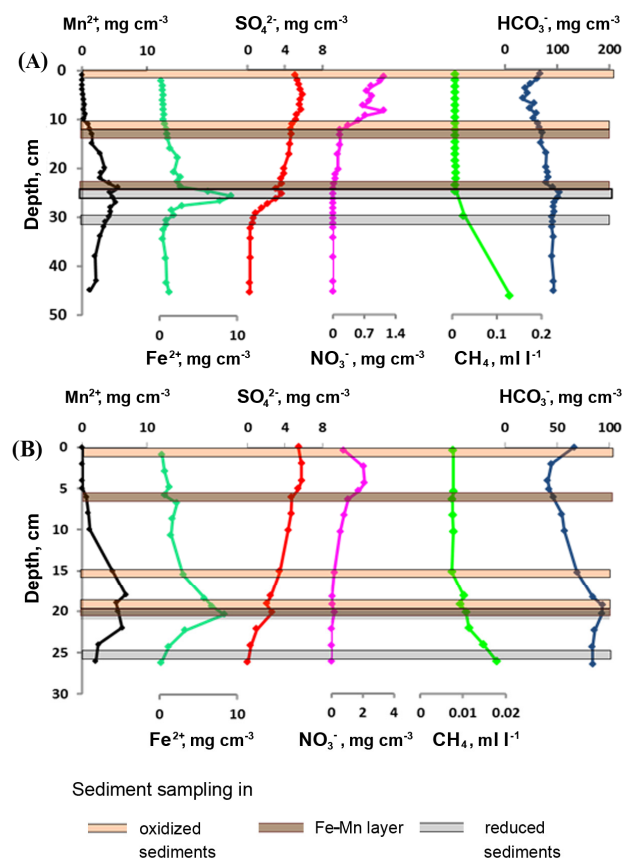 Mn²⁺, mg cm⁻³ SO₄²⁻, mg cm⁻³ HCO₃⁻, mg cm⁻³
0 10 0 4 8 0 100 200
(A)
Depth, cm
0
10
20
30
40
50
0 10 0 0.7 1.4 0 0.1 0.2
Fe²⁺, mg cm⁻³ NO₃⁻, mg cm⁻³ CH₄, ml l⁻¹
Mn²⁺, mg cm⁻³ SO₄²⁻, mg cm⁻³ HCO₃⁻, mg cm⁻³
0 10 0 4 8 0 50 100
(B)
Depth, cm
0
5
10
15
20
25
30
0 10 0 2 4 0 0.01 0.02
Fe²⁺, mg cm⁻³ NO₃⁻, mg cm⁻³ CH₄, ml l⁻¹
Sediment sampling in
oxidized sediments
Fe-Mn layer
reduced sediments